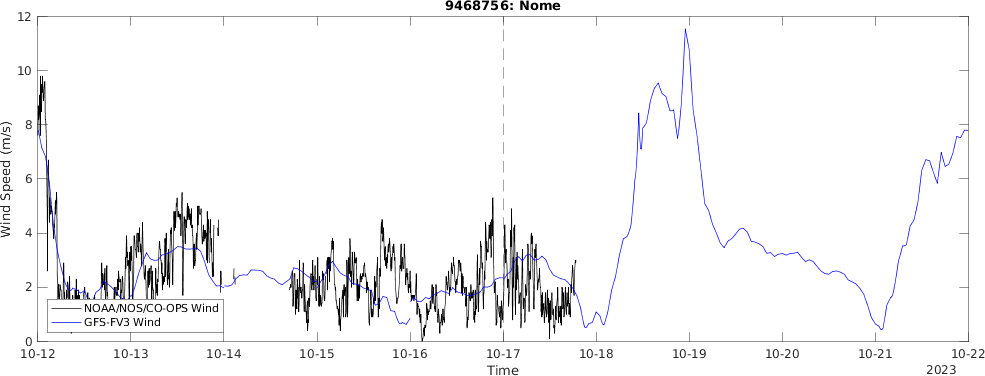 9468756: Nome
12
10
8
6
4
2
0
Wind Speed (m/s)
NOAA/NOS/CO-OPS Wind
GFS-FV3 Wind
10-12 10-13 10-14 10-15 10-16 10-17 10-18 10-19 10-20 10-21 10-22
Time
2023